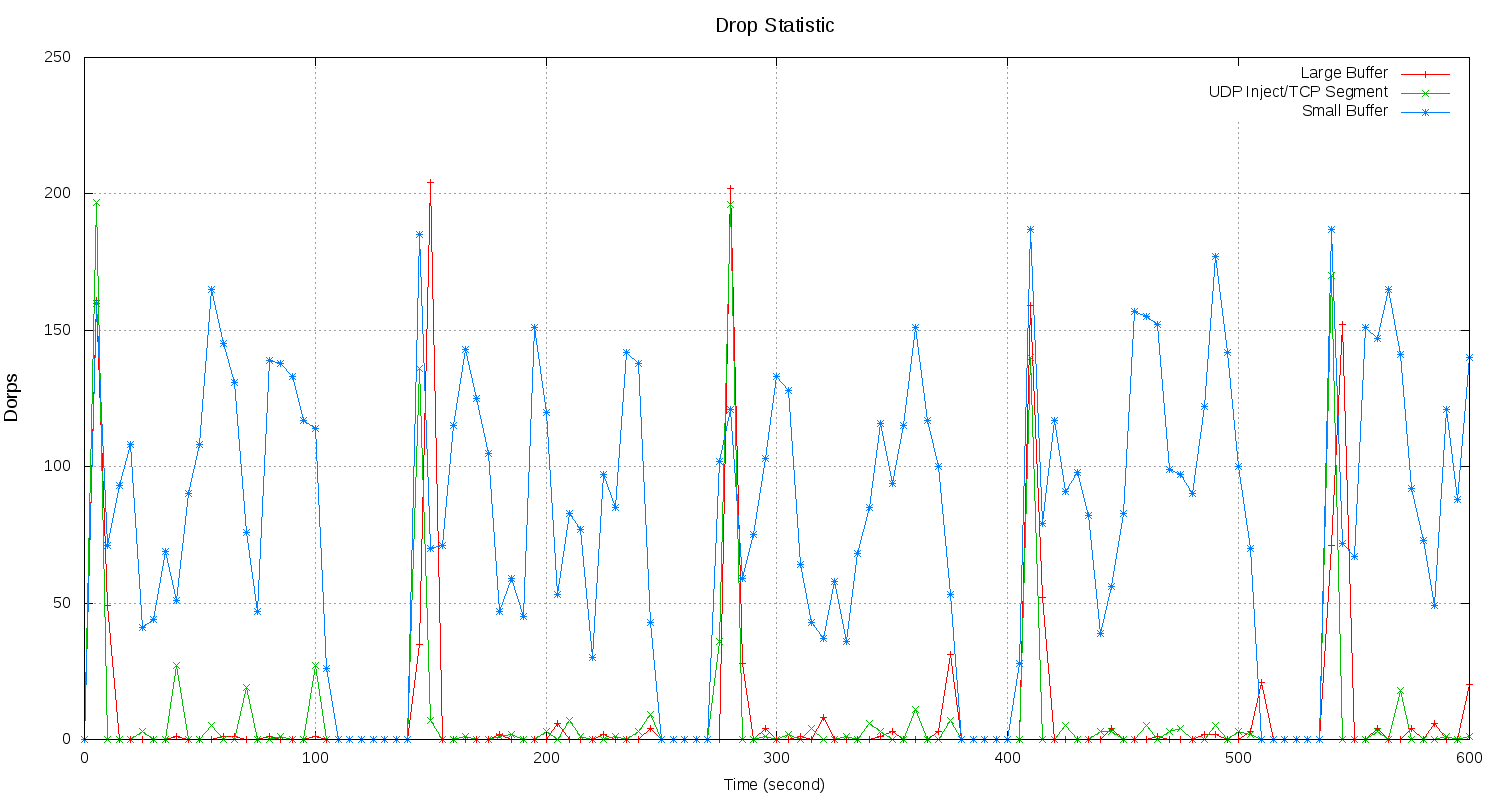 Drop Statistic
250
200
150
100
50
0
Dorps
Large Buffer
UDP Inject/TCP Segment
Small Buffer
0 100 200 300 400 500 600
Time (second)